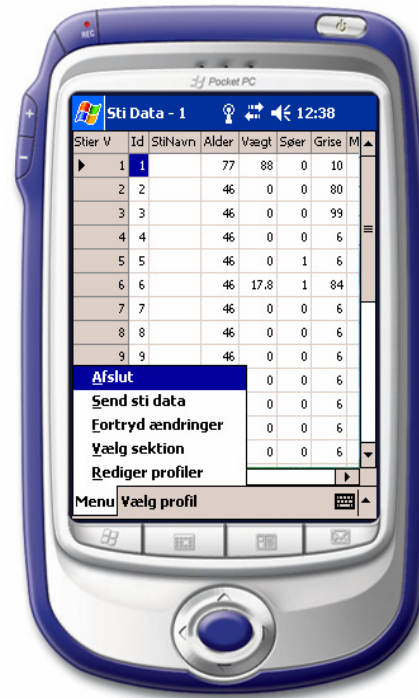 REC
Pocket PC
Sti Data - 1 12:38
Stier V Id StiNavn Alder Vægt Søer Grise M
1 1 77 88 0 10
2 2 46 0 0 80
3 3 46 0 0 99
4 4 46 0 0 6
5 5 46 0 1 6
6 6 46 17.8 1 84
7 7 46 0 0 6
8 8 46 0 0 6
9 9 46 0 0 6
Afslut 0 0 6
Send sti data 0 0 6
Fortryd ændringer 0 0 6
Vælg sektion 0 0 6
Rediger profiler
Menu Vælg profil